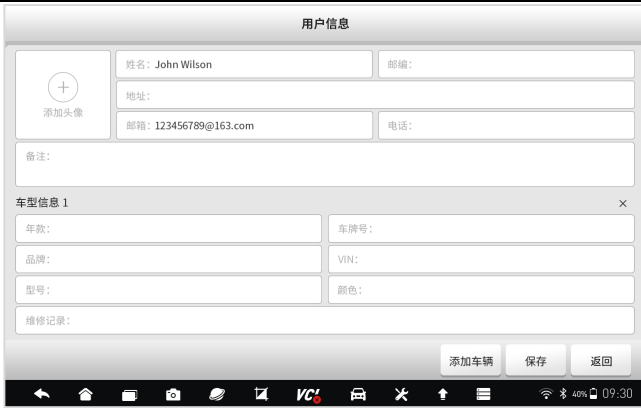 用户信息
姓名：John Wilson
邮编：
添加头像
地址：
邮箱：123456789@163.com
电话：
备注：
车型信息 1
年款：
车牌号：
品牌：
VIN：
型号：
颜色：
维修记录：
添加车辆 保存 返回
VCI 40% 09:30